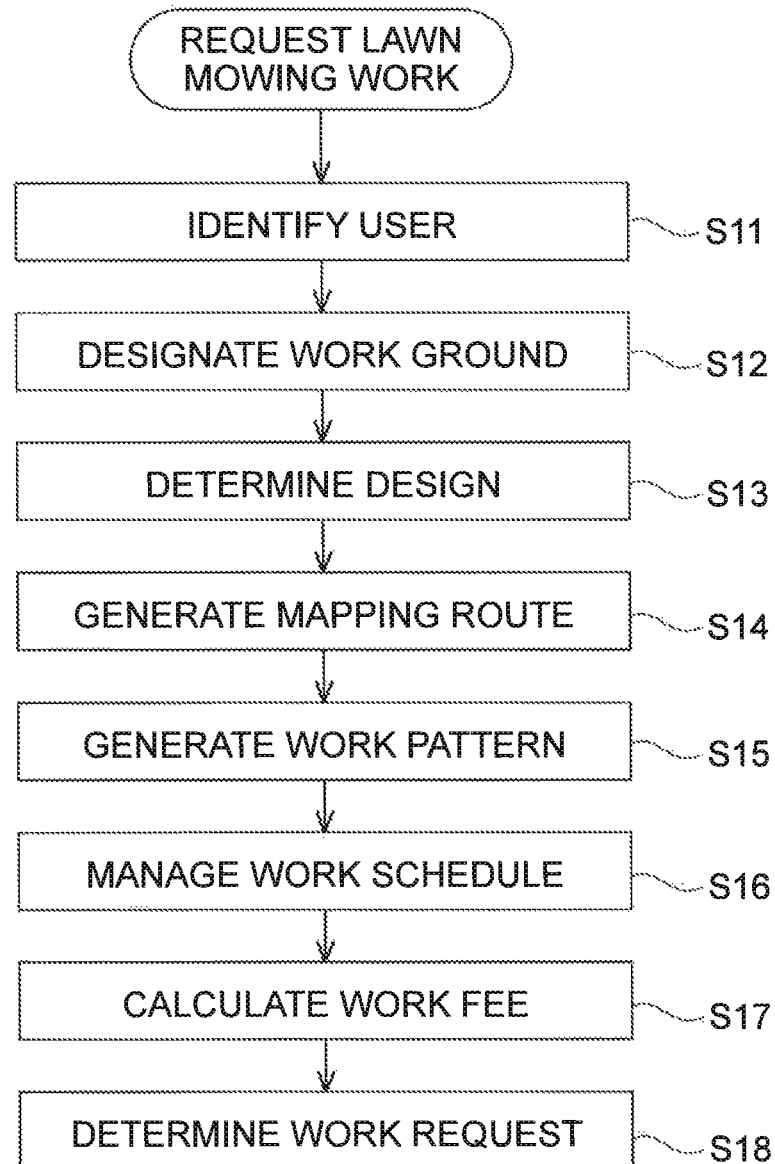 REQUEST LAWN
MOWING WORK
IDENTIFY USER
S11
DESIGNATE WORK GROUND
S12
DETERMINE DESIGN
S13
GENERATE MAPPING ROUTE
S14
GENERATE WORK PATTERN
S15
MANAGE WORK SCHEDULE
S16
CALCULATE WORK FEE
S17
DETERMINE WORK REQUEST
S18